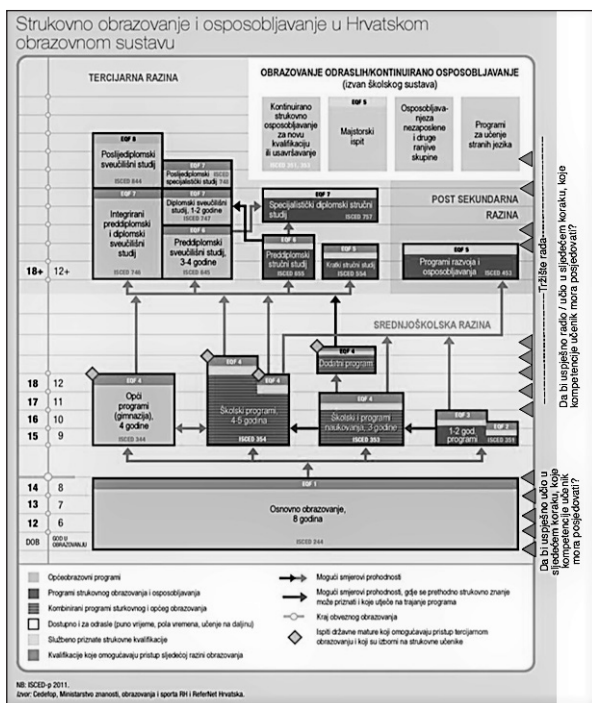 Strukovno obrazovanje i osposobljavanje u Hrvatskom
obrazovnom sustavu
TERCIJARNA RAZINA
OBRAZOVANJE ODRASLIH/KONTINUIRANO OSPOSOBLJAVANJE
(izvan školskog sustava)
Kontinuirano
strukovno
osposobljavanje
za novu
kvalifikaciju
ili usavršavanje
EQF 5
Majstorski
ispit
Osposobljava-
njeza
nezaposlene
i druge
ranjive
skupine
Programi
za učenje
stranih jezika
EQF 8
Poslijediplomski
sveučilišni studij
ISCED 844
EQF 7
Poslijediplomski
specijalistički studij
ISCED 740
EQF 7
Integrirani
preddiplomski
i diplomski
sveučilišni
studij
ISCED 746
EQF 7
Diplomski sveučilišni
studij, 1-2 godine
ISCED 747
EQF 6
Preddiplomski
sveučilišni studij,
3-4 godine
ISCED 645
EQF 7
Specijalistički diplomski stručni
studij
ISCED 757
EQF 6
Preddiplomski
stručni studij
ISCED 655
EQF 5
Kratki stručni studij
ISCED 554
POST SEKUNDARNA
RAZINA
EQF 5
Programi razvoja i
osposobljavanja
ISCED 453
18+ 12+
SREDNJOŠKOLSKA RAZINA
EQF 4
Dodatni program
18 12
17 11
16 10
15 9
EQF 4
Opći
programi
(gimnazija),
4 godine
ISCED 344
EQF 4
EQF 4
Školski programi,
4-5 godina
ISCED 354
EQF 4
Školski i programi
naukovanja, 3 godine
ISCED 353
EQF 3
EQF 2
1-2 god.
programi
ISCED 351
14 8
13 7
12 6
DOB GOD U
OBRAZOVANJU
EQF 1
Osnovno obrazovanje,
8 godina
ISCED 244
Tržište rada
Da bi uspješno radio / učio u sljedećem koraku, koje
kompetencije učenik mora posjedovati?
Da bi uspješno učio u
sljedećem koraku, koje
kompetencije učenik
mora posjedovati?
Općeobrazovni programi
Programi strukovnog obrazovanja i osposobljavanja
Kombinirani programi sturkovnog i općeg obrazovanja
Dostupno i za odrasle (puno vrijeme, pola vremena, učenje na daljinu)
Službeno priznate strukovne kvalifikacije
Kvalifikacije koje omogućavaju pristup sljedećoj razini obrazovanja
Mogući smjerovi prohodnosti
Mogući smjerovi prohodnosti, gdje se prethodno strukovno znanje
može priznati i koje utječe na trajanje programa
Kraj obveznog obrazovanja
Ispiti državne mature koji omogućavaju pristup tercijarnom
obrazovanju i koji su izborni na strukovne učenike
NB: ISCED-p 2011.
Izvor: Cedefop, Ministarstvo znanosti, obrazovanja i sporta RH i ReferNet Hrvatska.